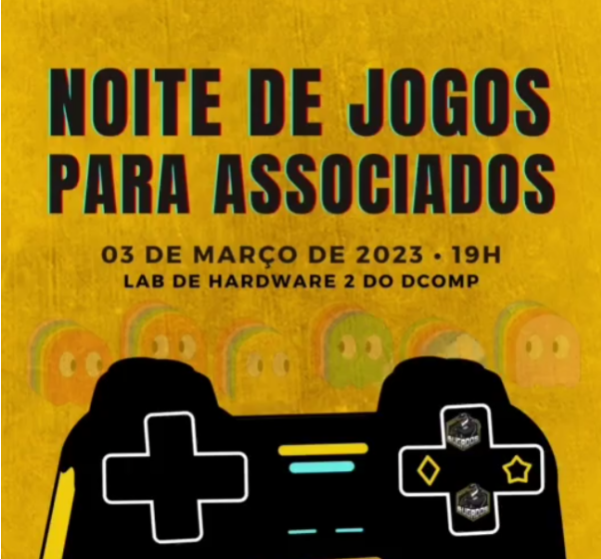 NOITE DE JOGOS
PARA ASSOCIADOS
03 DE MARÇO DE 2023 • 19H
LAB DE HARDWARE 2 DO DCOMP